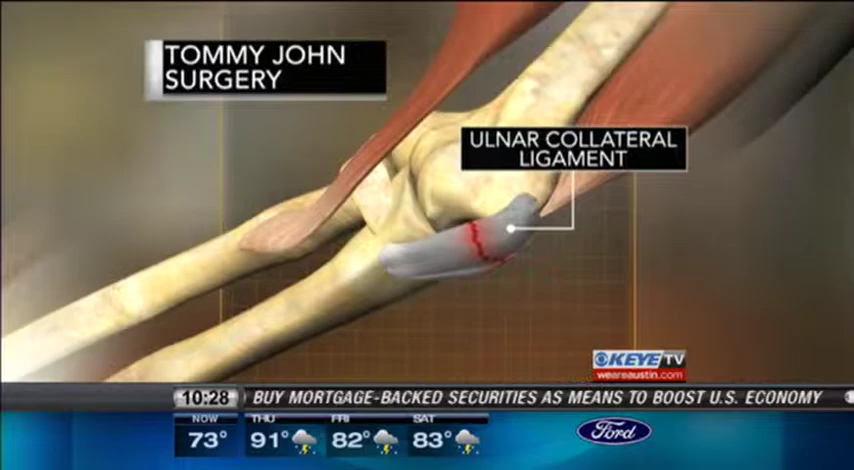 TOMMY JOHN
SURGERY
ULNAR COLLATERAL
LIGAMENT
KEYE TV
weareaustin.com
10:28
BUY MORTGAGE-BACKED SECURITIES AS MEANS TO BOOST U.S. ECONOMY
NOW THU FRI SAT
73° 91° 82° 83°
Ford